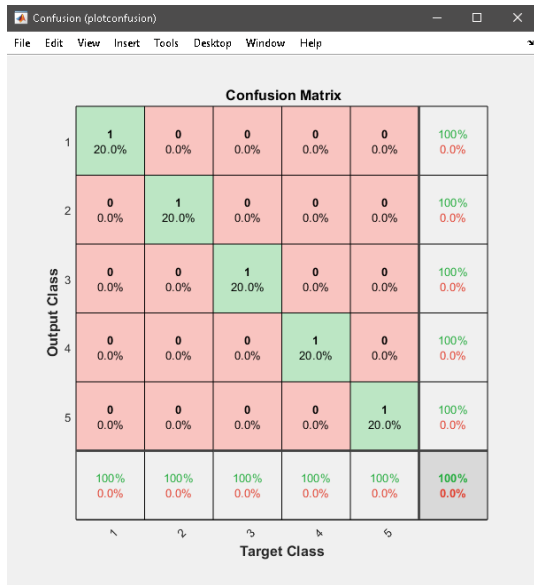 Confusion (plotconfusion)
File Edit View Insert Tools Desktop Window Help
Confusion Matrix
Output Class
1
1 0 0 0 0 100%
20.0% 0.0% 0.0% 0.0% 0.0% 0.0%
2
0 1 0 0 0 100%
0.0% 20.0% 0.0% 0.0% 0.0% 0.0%
3
0 0 1 0 0 100%
0.0% 0.0% 20.0% 0.0% 0.0% 0.0%
4
0 0 0 1 0 100%
0.0% 0.0% 0.0% 20.0% 0.0% 0.0%
5
0 0 0 0 1 100%
0.0% 0.0% 0.0% 0.0% 20.0% 0.0%
100% 100% 100% 100% 100% 100%
0.0% 0.0% 0.0% 0.0% 0.0% 0.0%
1 2 3 4 5
Target Class